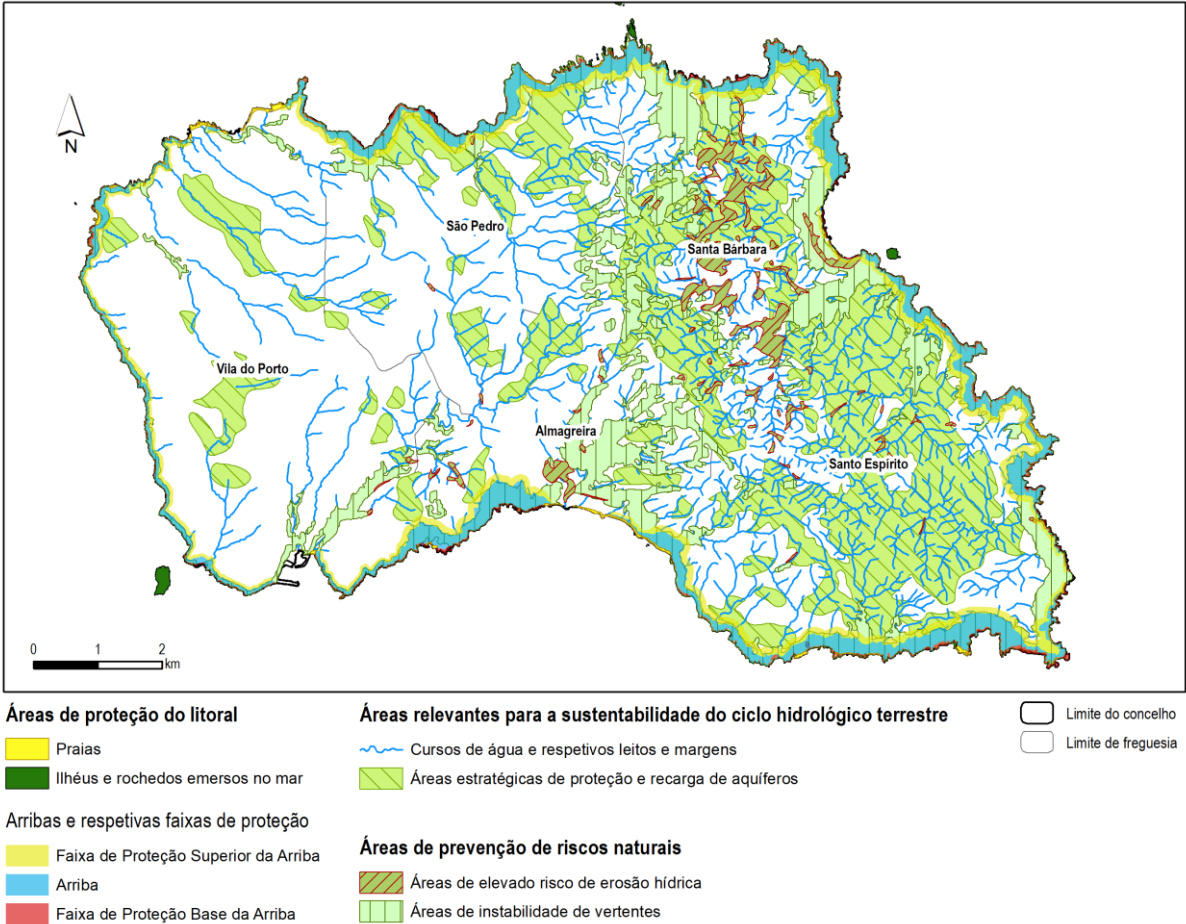 N
São Pedro
Santa Bárbara
Vila do Porto
Almagreira
Santo Espírito
0 1 2
km
Áreas de proteção do litoral
Praias
Ilhéus e rochedos emersos no mar
Arribas e respetivas faixas de proteção
Faixa de Proteção Superior da Arriba
Arriba
Faixa de Proteção Base da Arriba
Áreas relevantes para a sustentabilidade do ciclo hidrológico terrestre
Cursos de água e respetivos leitos e margens
Áreas estratégicas de proteção e recarga de aquíferos
Áreas de prevenção de riscos naturais
Áreas de elevado risco de erosão hídrica
Áreas de instabilidade de vertentes
Limite do concelho
Limite de freguesia